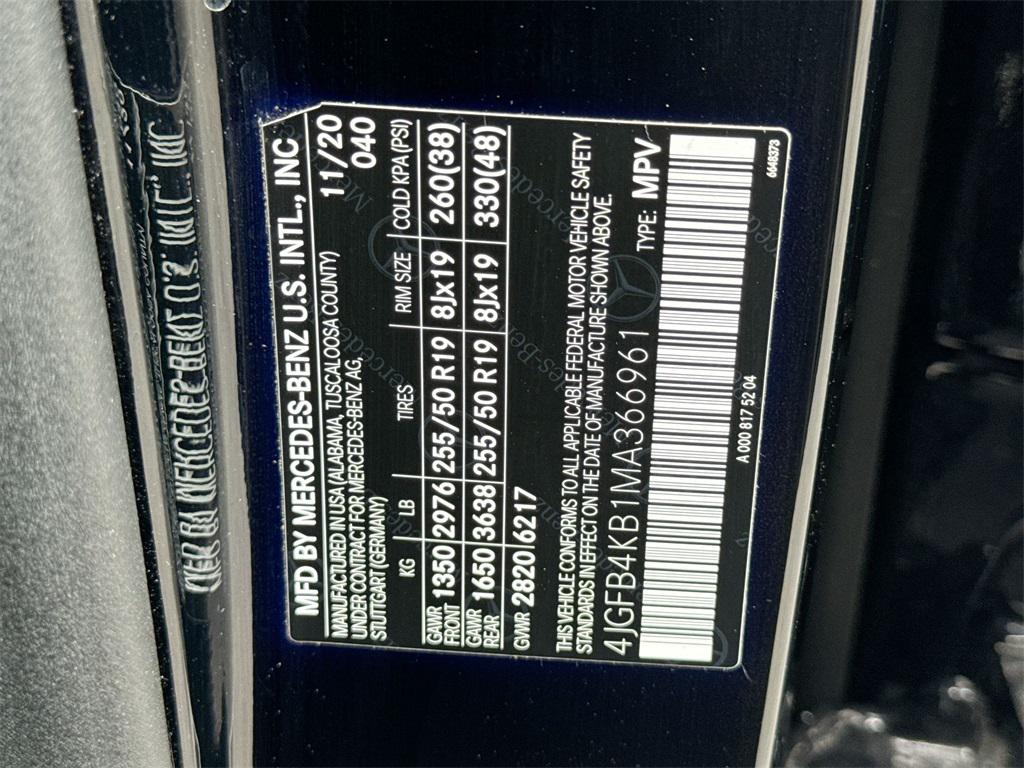 MFD BY MERCEDES-BENZ U.S. INTL., INC
MANUFACTURED IN USA (ALABAMA, TUSCALOOSA COUNTY) 11/20
UNDER CONTRACT FOR MERCEDES-BENZ AG, 040
STUTTGART (GERMANY)
KG LB TIRES RIM SIZE COLD KPA (PSI)
GAWR FRONT 1350 2976 255/50 R19 8Jx19 260(38)
GAWR REAR 1650 3638 255/50 R19 8Jx19 330(48)
GVWR 2820 6217
THIS VEHICLE CONFORMS TO ALL APPLICABLE FEDERAL MOTOR VEHICLE SAFETY
STANDARDS IN EFFECT ON THE DATE OF MANUFACTURE SHOWN ABOVE.
4JGFB4KB1MA366961 TYPE: MPV
A 000 817 52 04 6648373